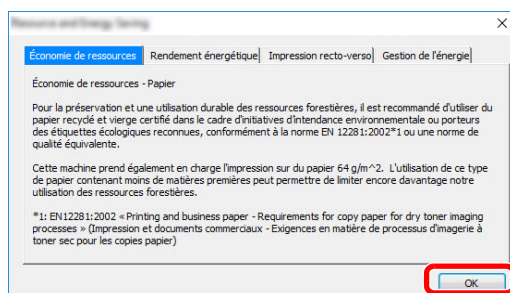 Resource and Energy Saving
Économie de ressources Rendement énergétique Impression recto-verso Gestion de l'énergie
Économie de ressources - Papier
Pour la préservation et une utilisation durable des ressources forestières, il est recommandé d'utiliser du
papier recyclé et vierge certifié dans le cadre d'initiatives d'intendance environnementale ou porteurs
des étiquettes écologiques reconnues, conformément à la norme EN 12281:2002*1 ou une norme de
qualité équivalente.
Cette machine prend également en charge l'impression sur du papier 64 g/m^2. L'utilisation de ce type
de papier contenant moins de matières premières peut permettre de limiter encore davantage notre
utilisation des ressources forestières.
*1: EN12281:2002 « Printing and business paper - Requirements for copy paper for dry toner imaging
processes » (Impression et documents commerciaux - Exigences en matière de processus d'imagerie à
toner sec pour les copies papier)
OK